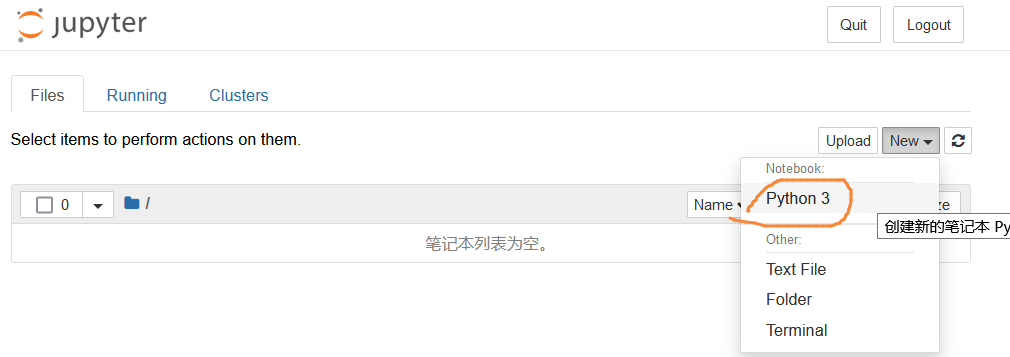 jupyter
Quit
Logout
Files
Running
Clusters
Select items to perform actions on them.
Upload
New
Notebook:
Python 3
0
/
Name
ze
创建新的笔记本 Py
笔记本列表为空。
Other:
Text File
Folder
Terminal